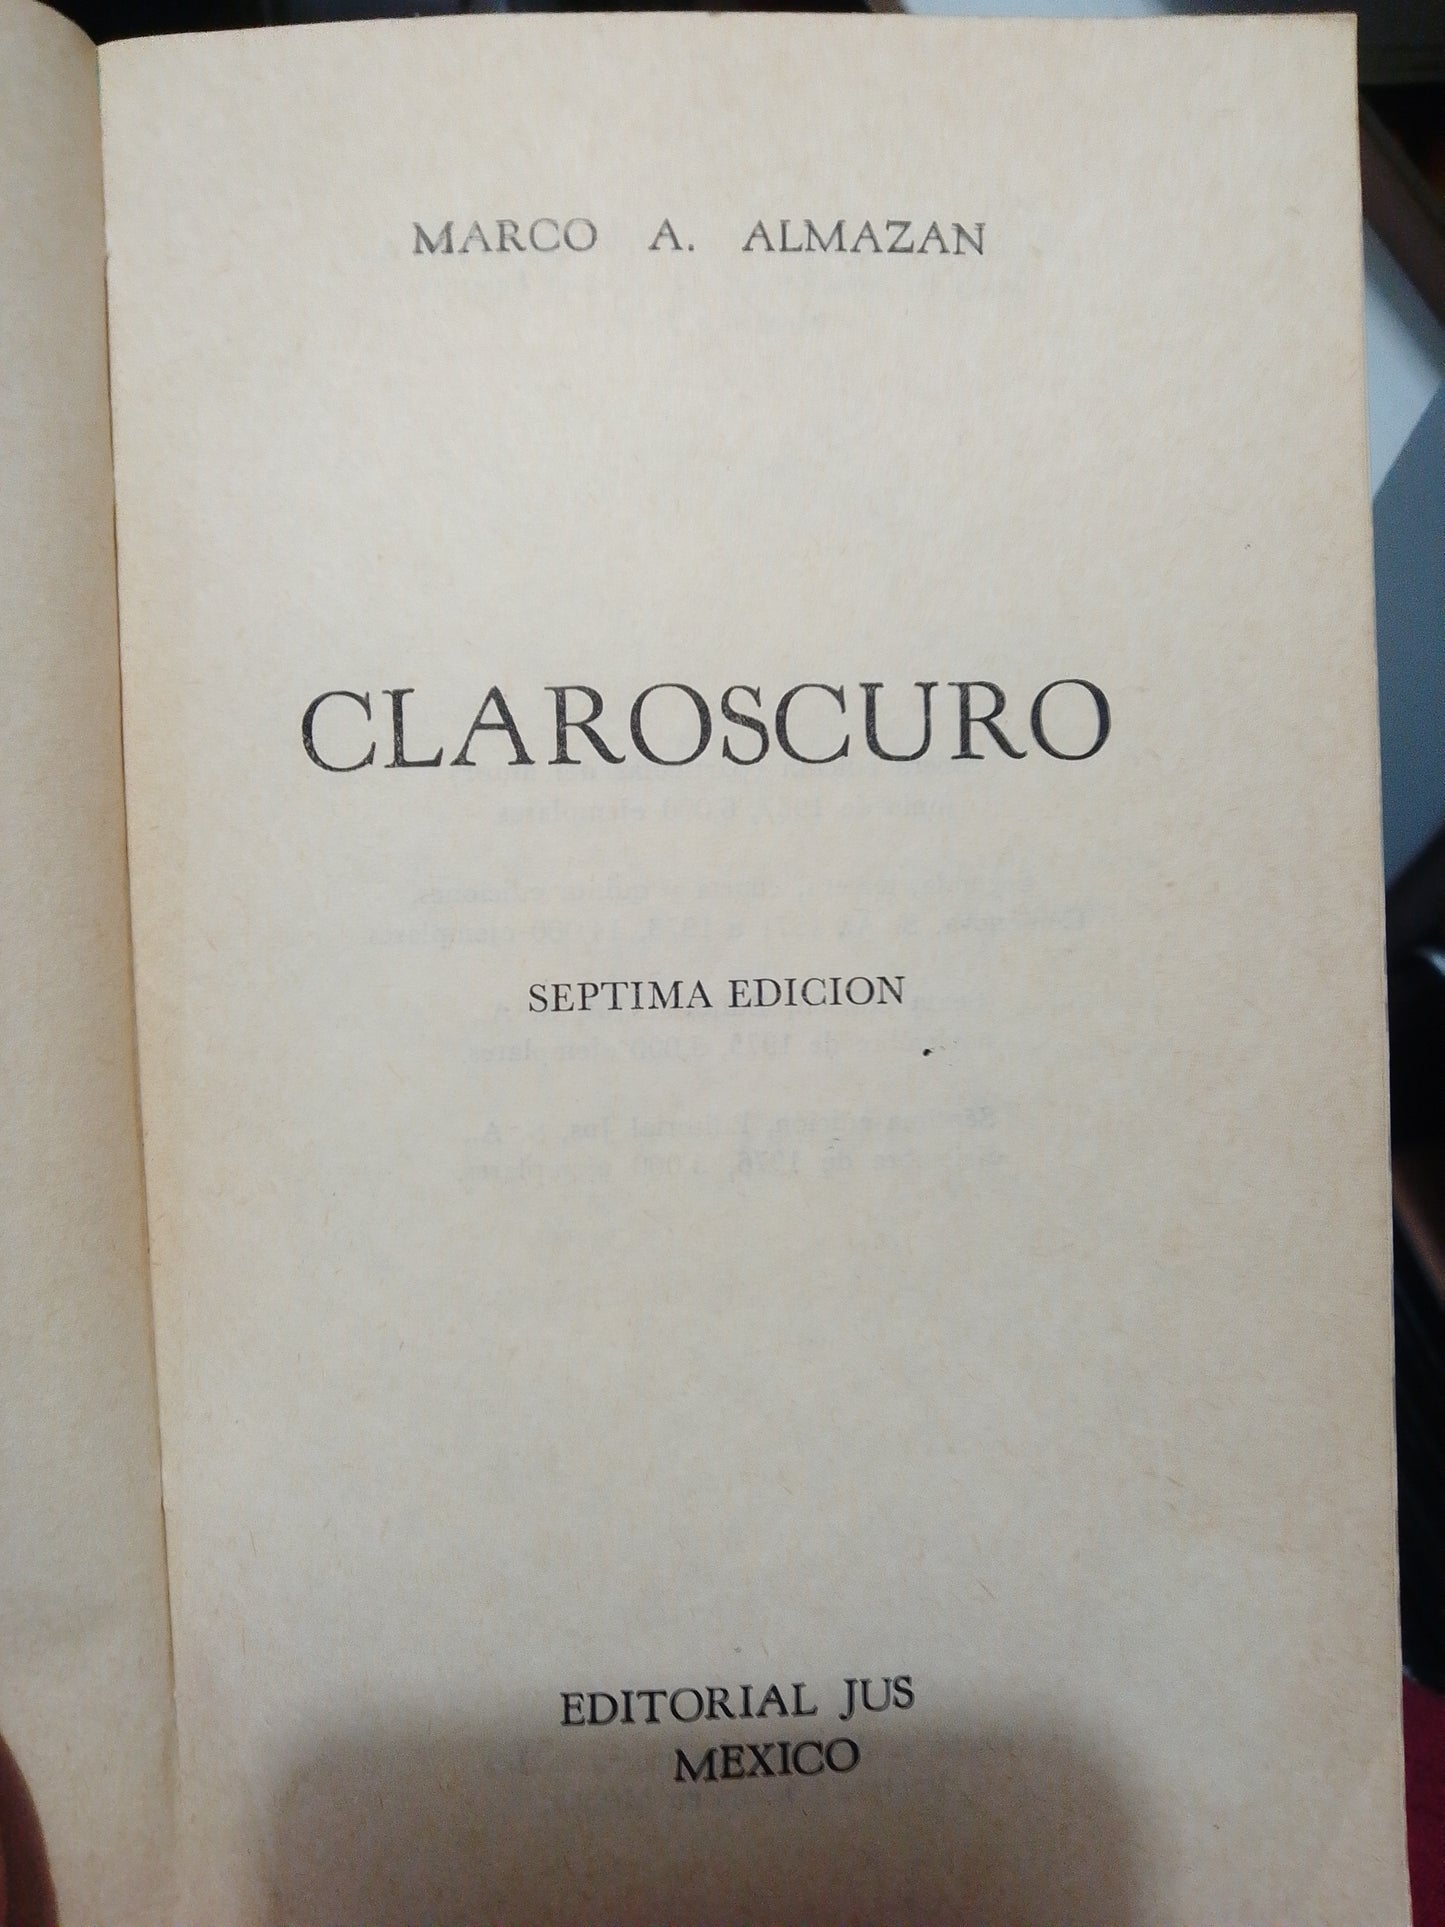 MARCO A. ALMAZAN
CLAROSCURO
SEPTIMA EDICION
EDITORIAL JUS
MEXICO